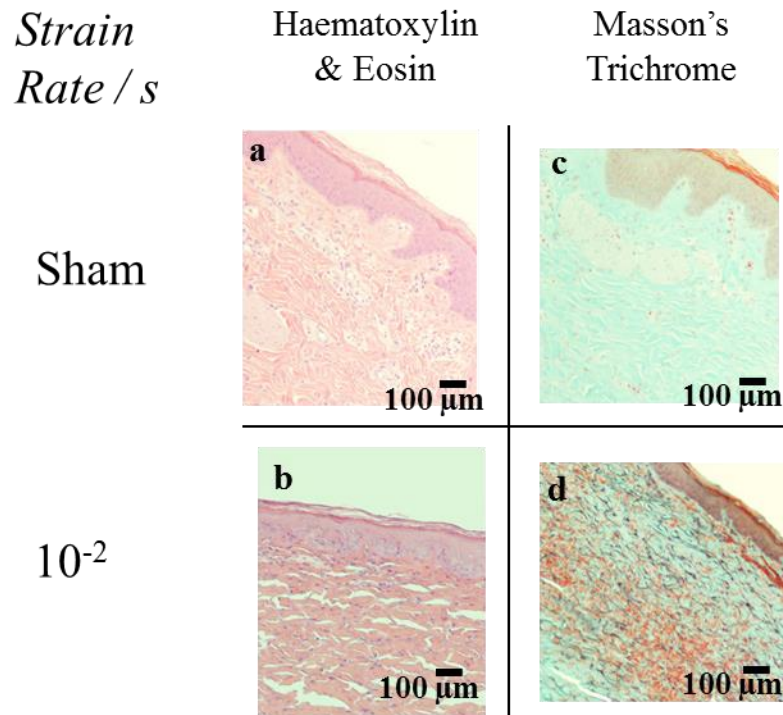 Strain
Rate / s
Haematoxylin
& Eosin
Masson's
Trichrome
Sham
a
100 μm
c
100 μm
10⁻²
b
100 μm
d
100 μm